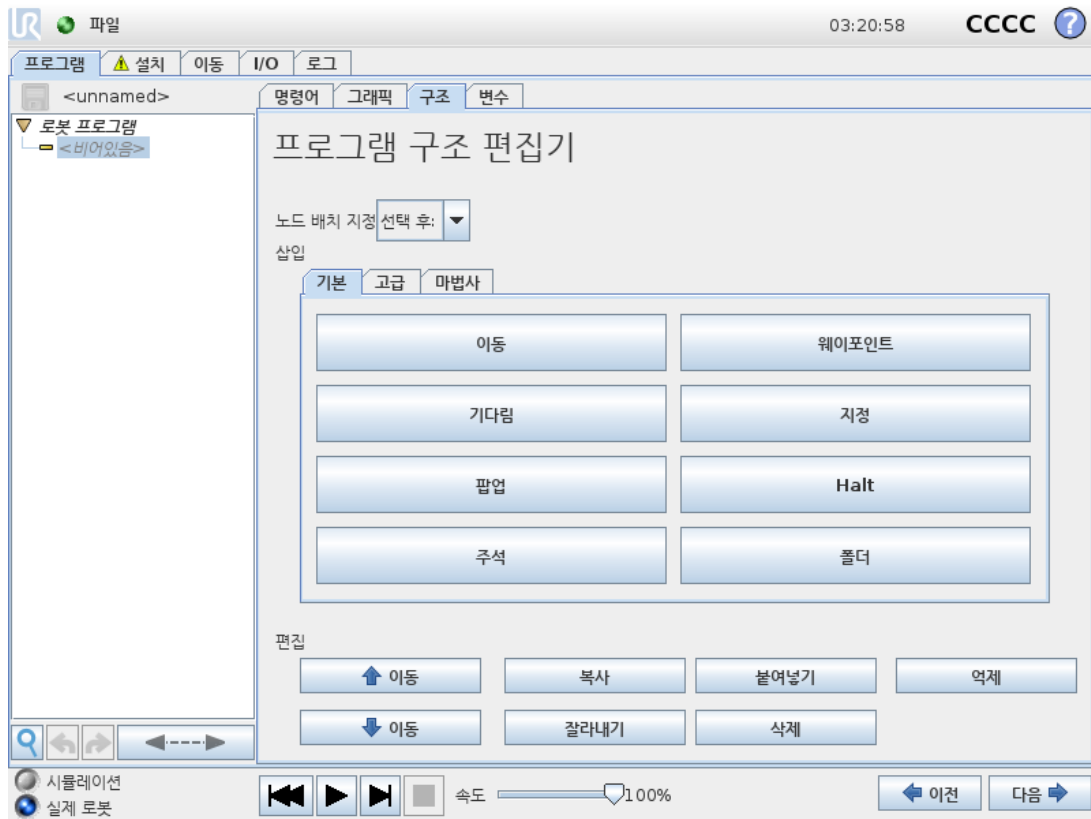 UR 파일 03:20:58 CCCC ?
프로그램 설치 이동 I/O 로그
<unnamed>
명령어 그래픽 구조 변수
로봇 프로그램
<비어있음>
프로그램 구조 편집기
노드 배치 지정 선택 후:
삽입
기본 고급 마법사
이동 웨이포인트
기다림 지정
팝업 Halt
주석 폴더
편집
이동 복사 붙여넣기 억제
이동 잘라내기 삭제
시뮬레이션
실제 로봇
속도 100%
이전 다음